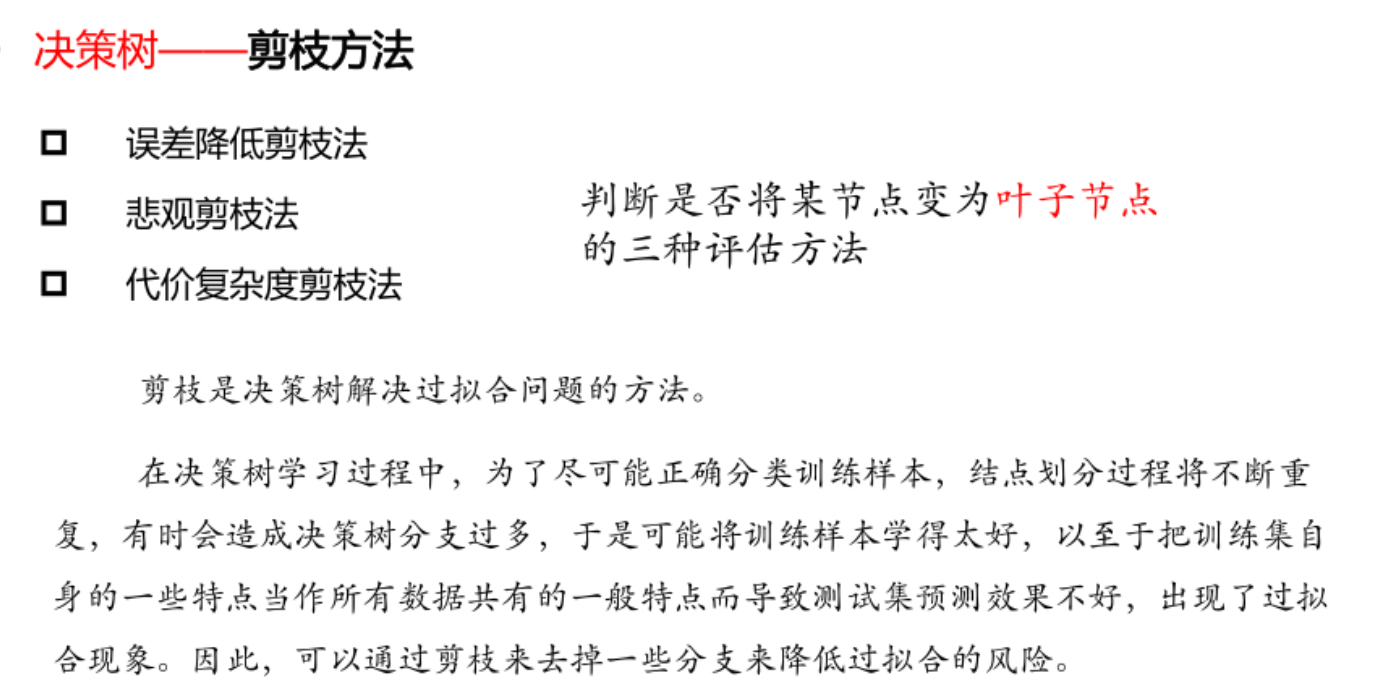 决策树——剪枝方法
误差降低剪枝法
悲观剪枝法
代价复杂度剪枝法
判断是否将某节点变为叶子节点
的三种评估方法
剪枝是决策树解决过拟合问题的方法。
在决策树学习过程中，为了尽可能正确分类训练样本，结点划分过程将不断重
复，有时会造成决策树分支过多，于是可能将训练样本学得太好，以至于把训练集自
身的一些特点当作所有数据共有的一般特点而导致测试集预测效果不好，出现了过拟
合现象。因此，可以通过剪枝来去掉一些分支来降低过拟合的风险。